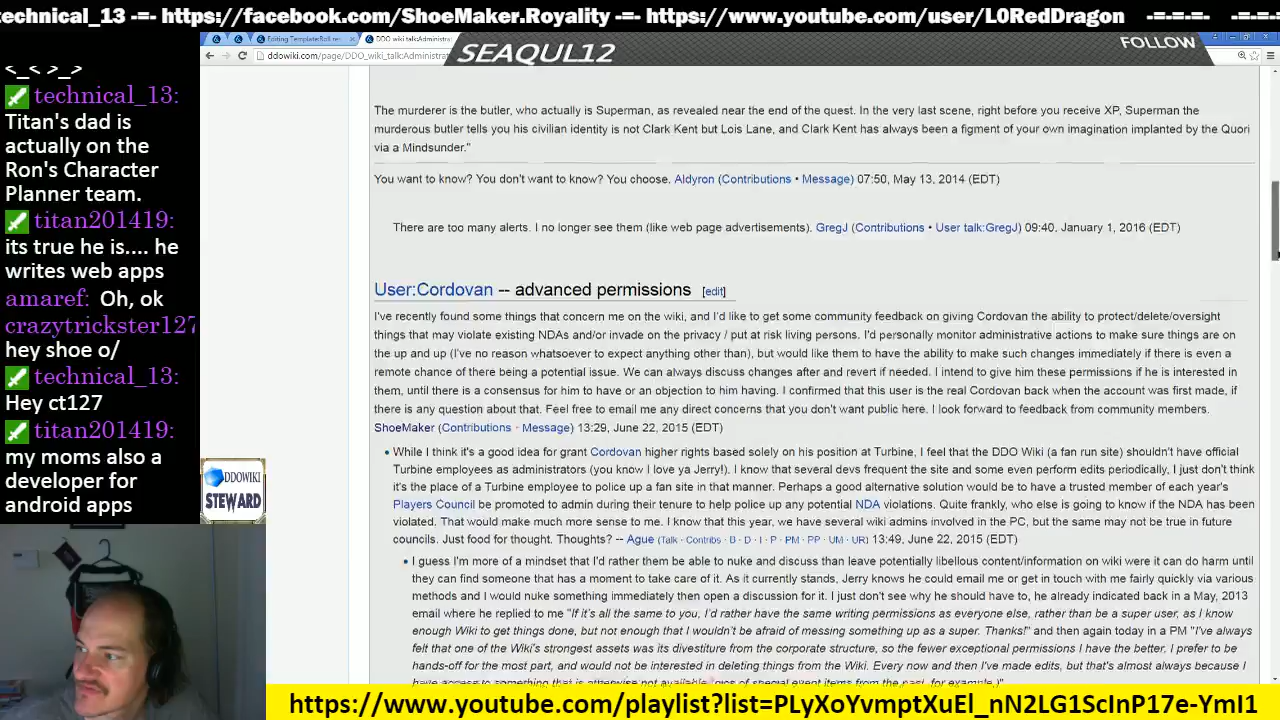 technical_13 -=- https://facebook.com/ShoeMaker.Royality -=- https://www.youtube.com/user/L0RedDragon -=-=-=-
SEAQUL12
FOLLOW
Editing Template:Roll re
DDO wiki talk:Administrat
ddowiki.com/page/DDO_wiki_talk:Administra
<_< >_>
technical_13:
Titan's dad is
actually on the
Ron's Character
Planner team.
titan201419:
its true he is.... he
writes web apps
amaref: Oh, ok
crazytrickster127
hey shoe o/
technical_13:
Hey ct127
titan201419:
my moms also a
developer for
android apps
DDOWIKI
STEWARD
The murderer is the butler, who actually is Superman, as revealed near the end of the quest. In the very last scene, right before you receive XP, Superman the
murderous butler tells you his civilian identity is not Clark Kent but Lois Lane, and Clark Kent has always been a figment of your own imagination implanted by the Quori
via a Mindsunder."
You want to know? You don't want to know? You choose. Aldyron (Contributions • Message) 07:50, May 13, 2014 (EDT)
There are too many alerts. I no longer see them (like web page advertisements). GregJ (Contributions • User talk:GregJ) 09:40, January 1, 2016 (EDT)
User:Cordovan -- advanced permissions [edit]
I've recently found some things that concern me on the wiki, and I'd like to get some community feedback on giving Cordovan the ability to protect/delete/oversight
things that may violate existing NDAs and/or invade on the privacy / put at risk living persons. I'd personally monitor administrative actions to make sure things are on
the up and up (I've no reason whatsoever to expect anything other than), but would like them to have the ability to make such changes immediately if there is even a
remote chance of there being a potential issue. We can always discuss changes after and revert if needed. I intend to give him these permissions if he is interested in
them, until there is a consensus for him to have or an objection to him having. I confirmed that this user is the real Cordovan back when the account was first made, if
there is any question about that. Feel free to email me any direct concerns that you don't want public here. I look forward to feedback from community members.
ShoeMaker (Contributions · Message) 13:29, June 22, 2015 (EDT)
• While I think it's a good idea for grant Cordovan higher rights based solely on his position at Turbine, I feel that the DDO Wiki (a fan run site) shouldn't have official
Turbine employees as administrators (you know I love ya Jerry!). I know that several devs frequent the site and some even perform edits periodically, I just don't think
it's the place of a Turbine employee to police up a fan site in that manner. Perhaps a good alternative solution would be to have a trusted member of each year's
Players Council be promoted to admin during their tenure to help police up any potential NDA violations. Quite frankly, who else is going to know if the NDA has been
violated. That would make much more sense to me. I know that this year, we have several wiki admins involved in the PC, but the same may not be true in future
councils. Just food for thought. Thoughts? -- Ague (Talk · Contribs · B · D · I · P · PM · PP · UM · UR) 13:49, June 22, 2015 (EDT)
• I guess I'm more of a mindset that I'd rather them be able to nuke and discuss than leave potentially libellous content/information on wiki were it can do harm until
they can find someone that has a moment to take care of it. As it currently stands, Jerry knows he could email me or get in touch with me fairly quickly via various
methods and I would nuke something immediately then open a discussion for it. I just don't see why he should have to, he already indicated back in a May, 2013
email where he replied to me "If it's all the same to you, I'd rather have the same writing permissions as everyone else, rather than be a super user, as I know
enough Wiki to get things done, but not enough that I wouldn't be afraid of messing something up as a super. Thanks!" and then again today in a PM "I've always
felt that one of the Wiki's strongest assets was its divestiture from the corporate structure, so the fewer exceptional permissions I have the better, I prefer to be
hands-off for the most part, and would not be interested in deleting things from the Wiki. Every now and then I've made edits, but that's almost always because I
have access to something that is otherwise not available of special event items from the past, for example.)"
https://www.youtube.com/playlist?list=PLyXoYvmptXuEl_nN2LG1ScInP17e-YmI1